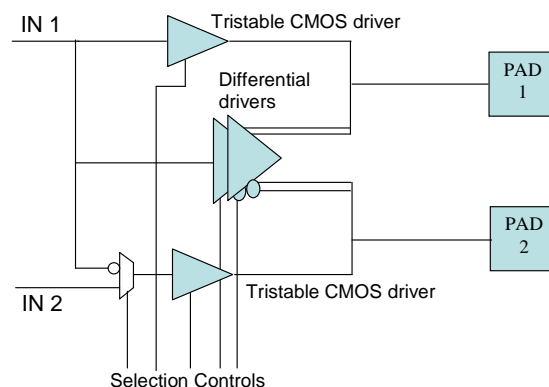 IN 1
Tristable CMOS driver
Differential
drivers
PAD
1
PAD
2
IN 2
Tristable CMOS driver
Selection Controls